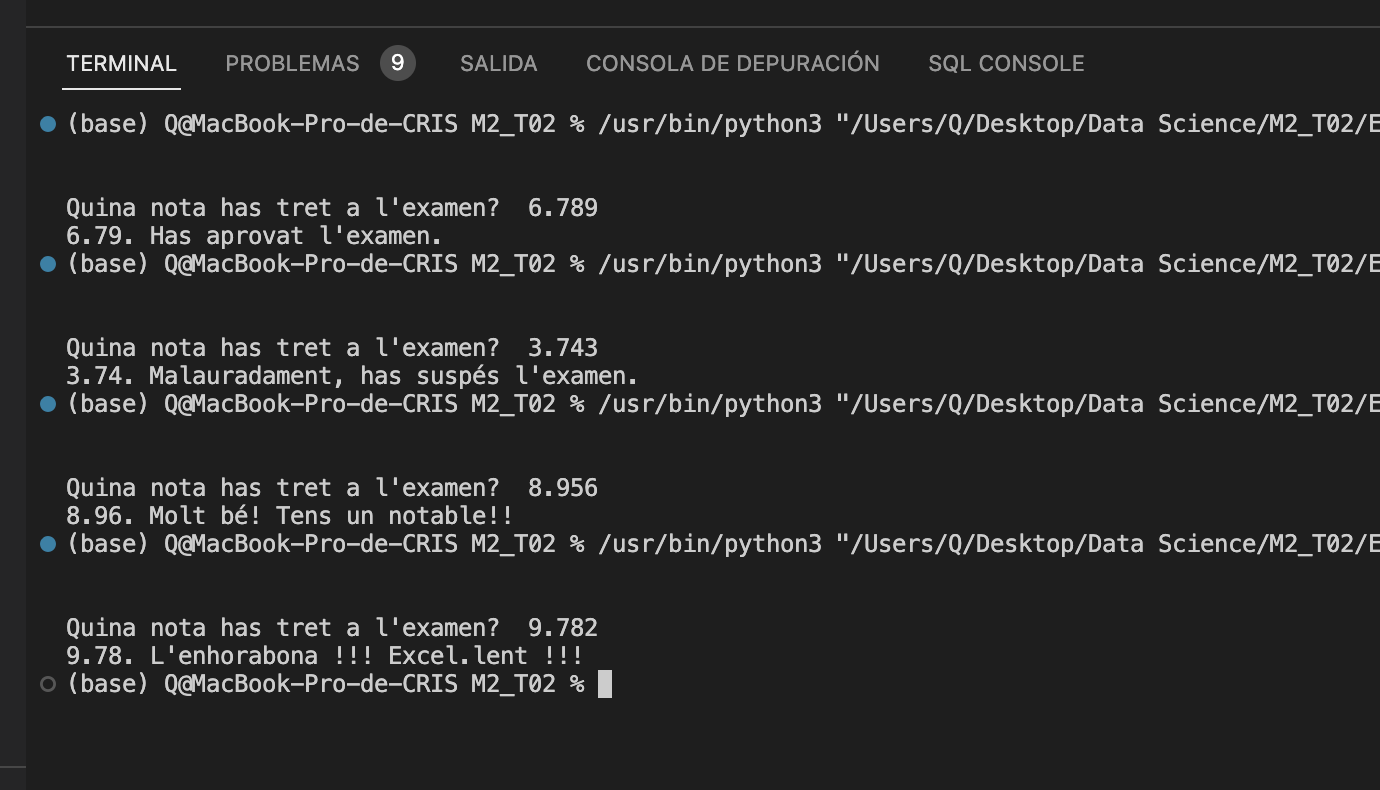 TERMINAL PROBLEMAS 9 SALIDA CONSOLA DE DEPURACIÓN SQL CONSOLE
(base) Q@MacBook-Pro-de-CRIS M2_T02 % /usr/bin/python3 "/Users/Q/Desktop/Data Science/M2_T02/E
Quina nota has tret a l'examen?  6.789
6.79. Has aprovat l'examen.
(base) Q@MacBook-Pro-de-CRIS M2_T02 % /usr/bin/python3 "/Users/Q/Desktop/Data Science/M2_T02/E
Quina nota has tret a l'examen?  3.743
3.74. Malauradament, has suspés l'examen.
(base) Q@MacBook-Pro-de-CRIS M2_T02 % /usr/bin/python3 "/Users/Q/Desktop/Data Science/M2_T02/E
Quina nota has tret a l'examen?  8.956
8.96. Molt bé! Tens un notable!!
(base) Q@MacBook-Pro-de-CRIS M2_T02 % /usr/bin/python3 "/Users/Q/Desktop/Data Science/M2_T02/E
Quina nota has tret a l'examen?  9.782
9.78. L'enhorabona !!! Excel.lent !!!
(base) Q@MacBook-Pro-de-CRIS M2_T02 %